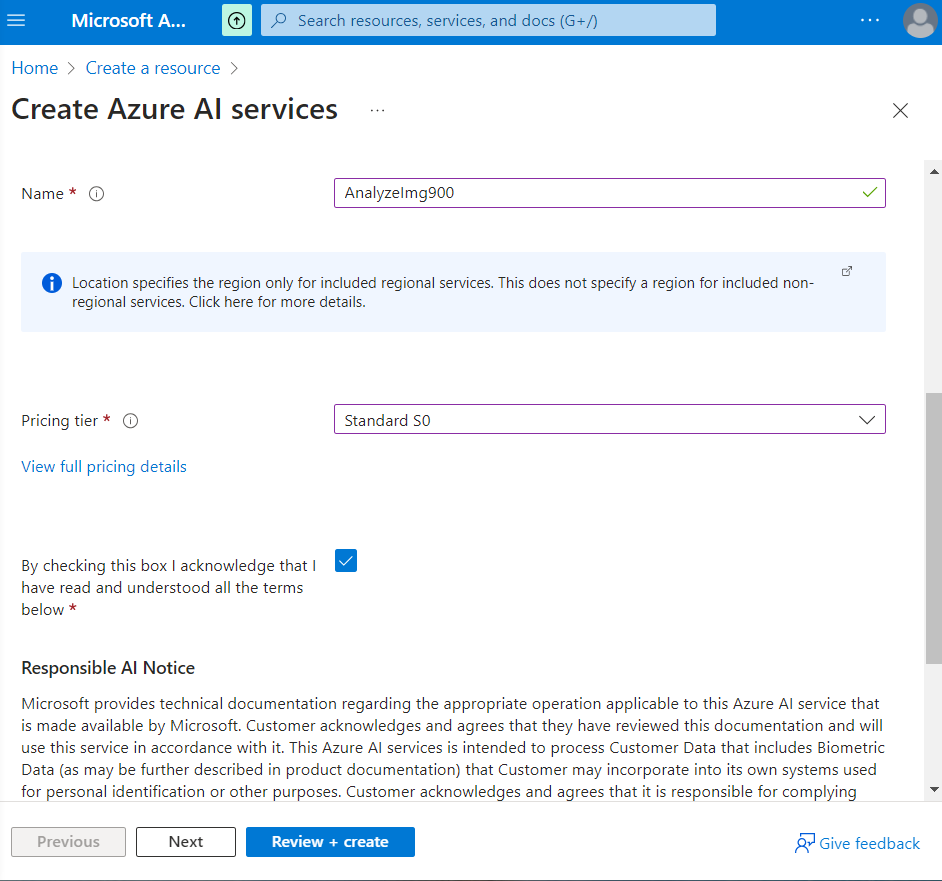 Microsoft A...
Search resources, services, and docs (G+/)
Home
Create a resource
Create Azure AI services
Name *
AnalyzeImg900
Location specifies the region only for included regional services. This does not specify a region for included non-
regional services. Click here for more details.
Pricing tier *
Standard S0
View full pricing details
By checking this box I acknowledge that I
have read and understood all the terms
below *
Responsible AI Notice
Microsoft provides technical documentation regarding the appropriate operation applicable to this Azure AI service that
is made available by Microsoft. Customer acknowledges and agrees that they have reviewed this documentation and will
use this service in accordance with it. This Azure AI services is intended to process Customer Data that includes Biometric
Data (as may be further described in product documentation) that Customer may incorporate into its own systems used
for personal identification or other purposes. Customer acknowledges and agrees that it is responsible for complying
Previous
Next
Review + create
Give feedback